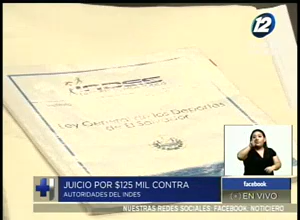 12
INDES
Ley General de los Deportes
de El Salvador
JUICIO POR $125 MIL CONTRA
AUTORIDADES DEL INDES
facebook
EN VIVO
NUESTRAS REDES SOCIALES: FACEBOOK: NOTICIERO